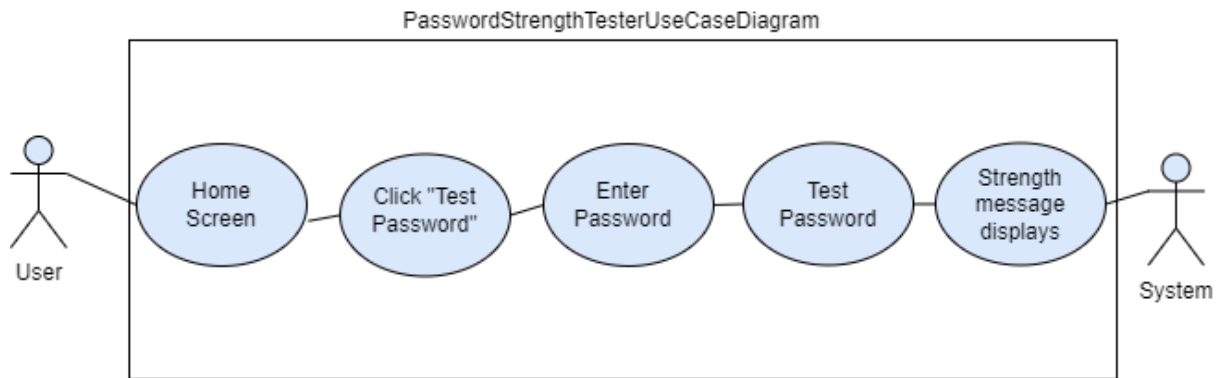 PasswordStrengthTesterUseCaseDiagram
User
Home
Screen
Click "Test
Password"
Enter
Password
Test
Password
Strength
message
displays
System